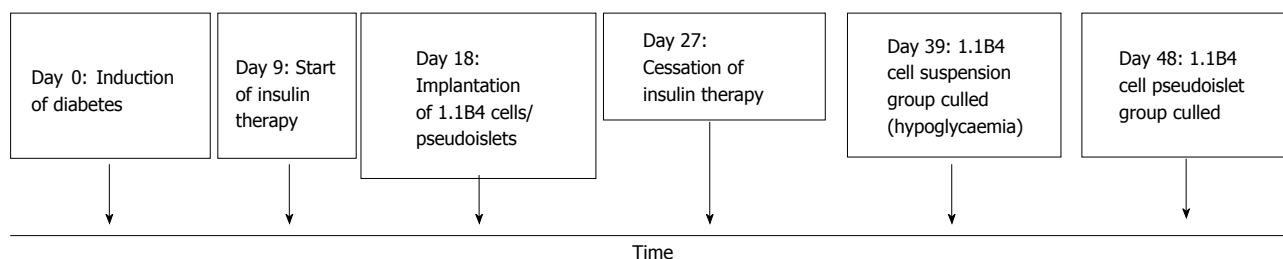 Day 0: Induction
of diabetes
Day 9: Start
of insulin
therapy
Day 18:
Implantation
of 1.1B4 cells/
pseudoislets
Day 27:
Cessation of
insulin therapy
Day 39: 1.1B4
cell suspension
group culled
(hypoglycaemia)
Day 48: 1.1B4
cell pseudoislet
group culled
Time